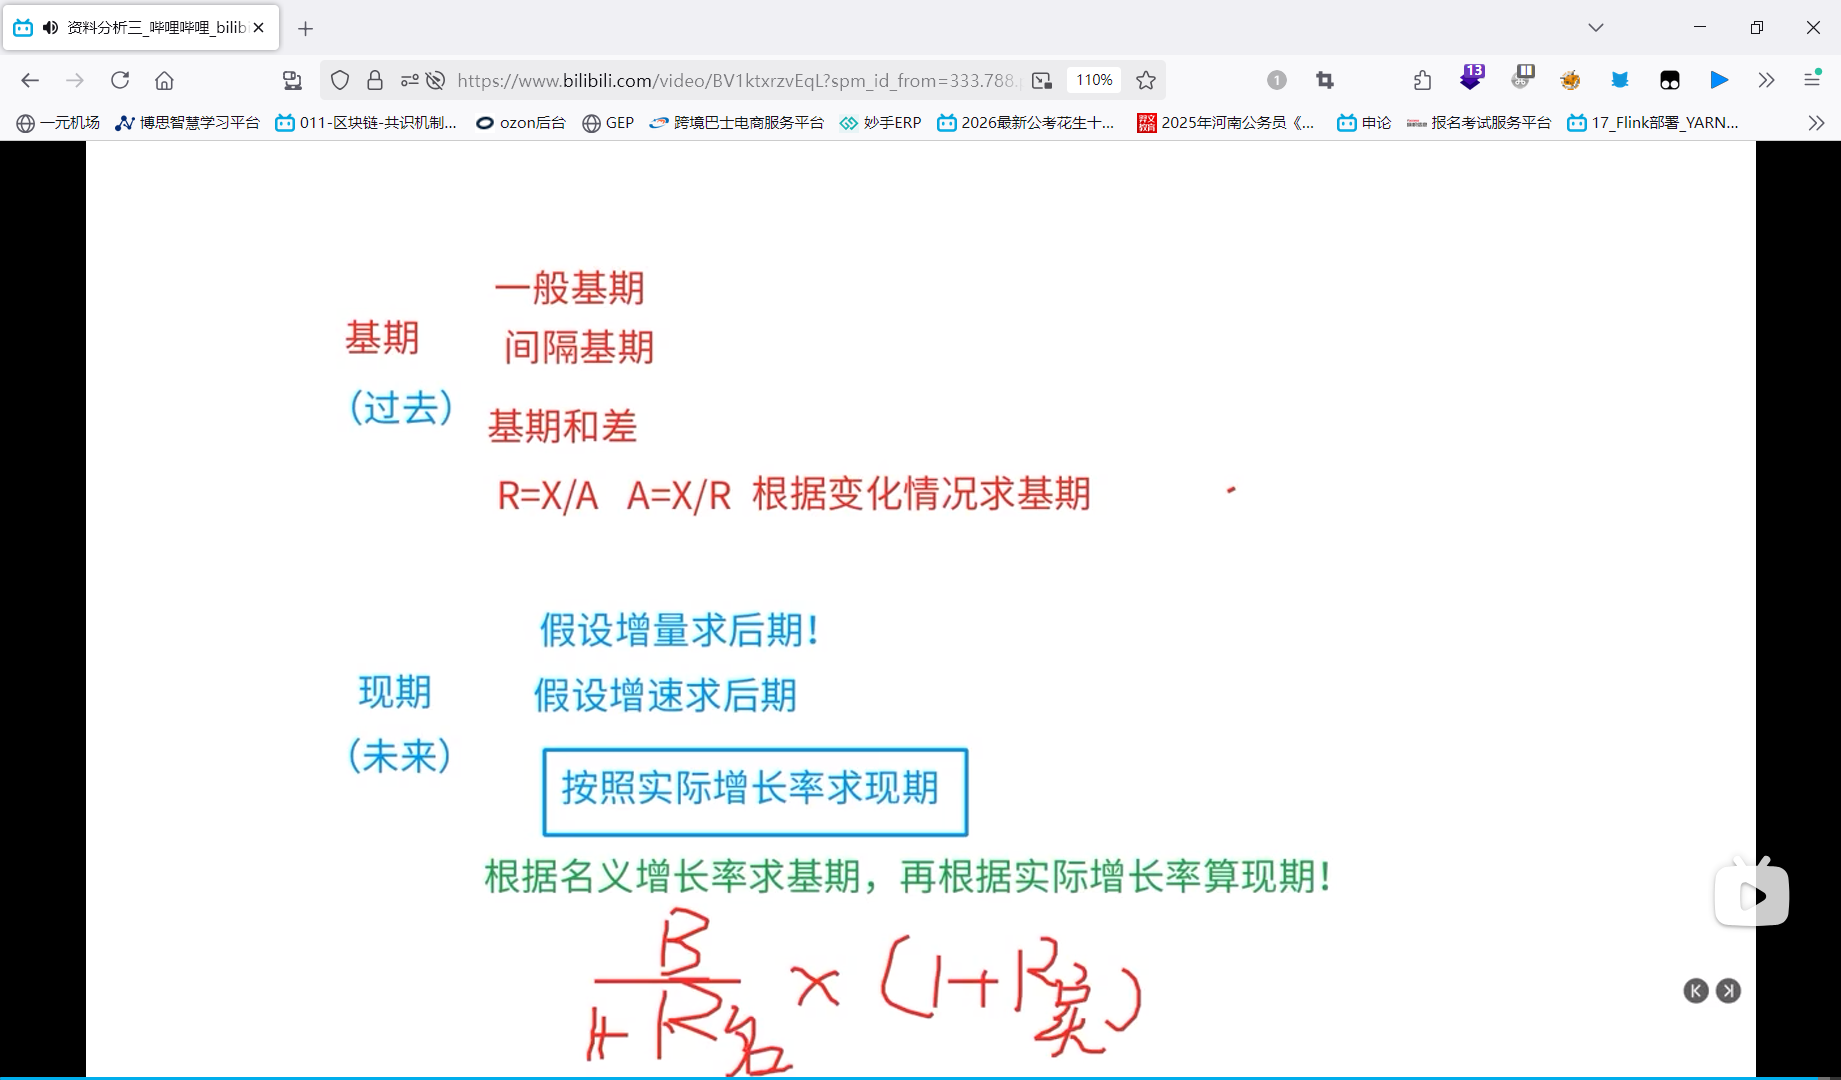 资料分析三_哔哩哔哩_bilib
https://www.bilibili.com/video/BV1ktxrzvEqL?spm_id_from=333.788.
110%
1
13
一元机场
博思智慧学习平台
011-区块链-共识机制...
ozon后台
GEP
跨境巴士电商服务平台
妙手ERP
2026最新公考花生十...
2025年河南公务员《...
申论
报名考试服务平台
17_Flink部署_YARN...
一般基期
基期
间隔基期
（过去）
基期和差
R=X/A A=X/R 根据变化情况求基期
假设增量求后期！
现期
假设增速求后期
（未来）
按照实际增长率求现期
根据名义增长率求基期，再根据实际增长率算现期！
B
1+R名
×(1+R实)